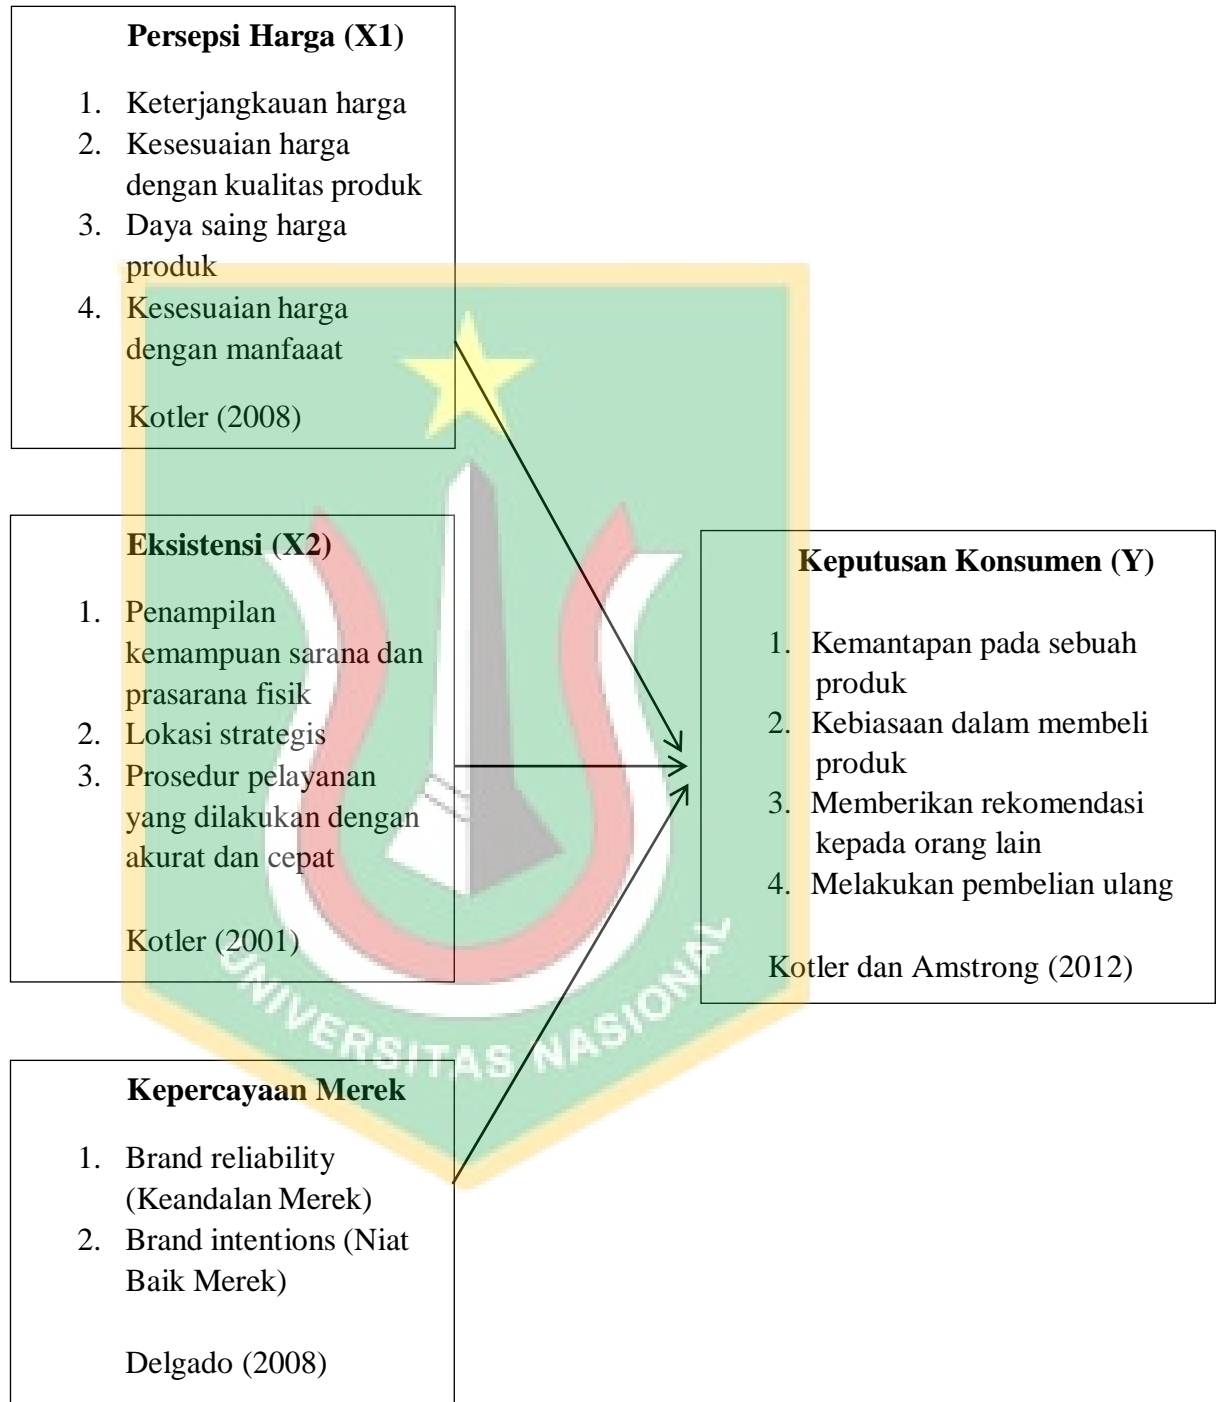 Persepsi Harga (X1)
1. Keterjangkauan harga
2. Kesesuaian harga
dengan kualitas produk
3. Daya saing harga
produk
4. Kesesuaian harga
dengan manfaaat
Kotler (2008)
Eksistensi (X2)
1. Penampilan
kemampuan sarana dan
prasarana fisik
2. Lokasi strategis
3. Prosedur pelayanan
yang dilakukan dengan
akurat dan cepat
Kotler (2001)
Kepercayaan Merek
1. Brand reliability
(Keandalan Merek)
2. Brand intentions (Niat
Baik Merek)
Delgado (2008)
Keputusan Konsumen (Y)
1. Kemantapan pada sebuah
produk
2. Kebiasaan dalam membeli
produk
3. Memberikan rekomendasi
kepada orang lain
4. Melakukan pembelian ulang
Kotler dan Amstrong (2012)
UNIVERSITAS NASIONAL